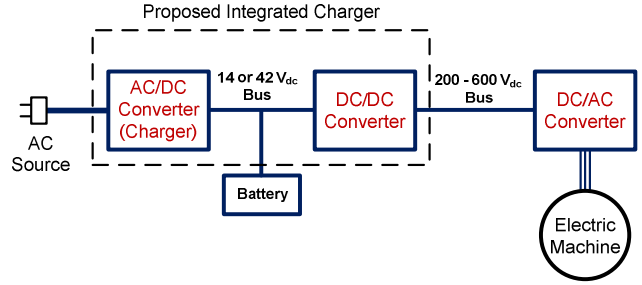 Proposed Integrated Charger
AC/DC
Converter
(Charger)
14 or 42 Vdc
Bus
DC/DC
Converter
200 - 600 Vdc
Bus
DC/AC
Converter
AC
Source
Battery
Electric
Machine